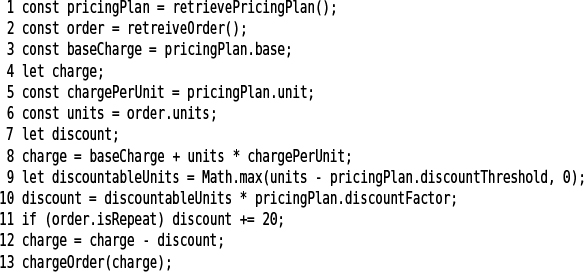 1 const pricingPlan = retrievePricingPlan();
2 const order = retreiveOrder();
3 const baseCharge = pricingPlan.base;
4 let charge;
5 const chargePerUnit = pricingPlan.unit;
6 const units = order.units;
7 let discount;
8 charge = baseCharge + units * chargePerUnit;
9 let discountableUnits = Math.max(units - pricingPlan.discountThreshold, 0);
10 discount = discountableUnits * pricingPlan.discountFactor;
11 if (order.isRepeat) discount += 20;
12 charge = charge - discount;
13 chargeOrder(charge);